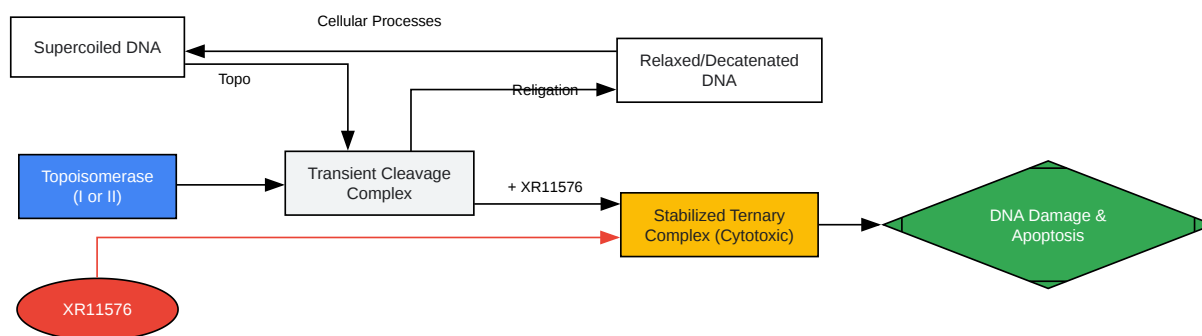 Cellular Processes
Supercoiled DNA
Relaxed/Decatenated
DNA
Topo
Religation
Topoisomerase
(I or II)
Transient Cleavage
Complex
+ XR11576
Stabilized Ternary
Complex (Cytotoxic)
DNA Damage &
Apoptosis
XR11576